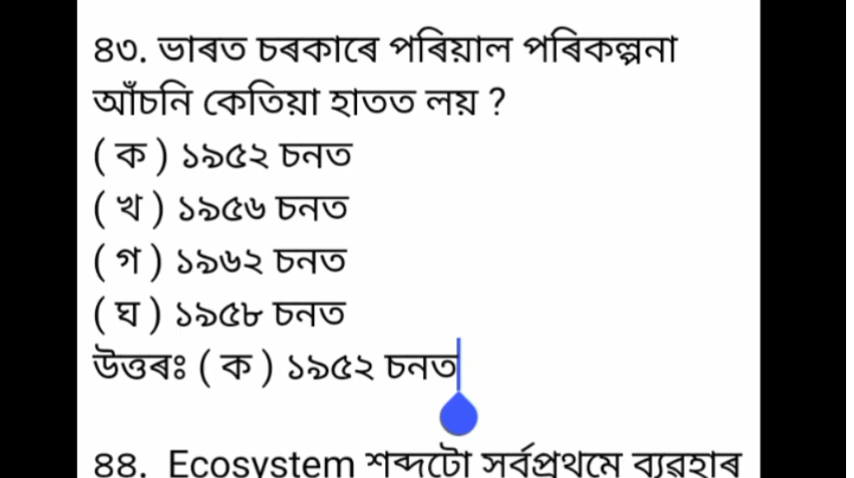 ৪৩. ভাৰত চৰকাৰে পৰিয়াল পৰিকল্পনা
আঁচনি কেতিয়া হাতত লয় ?
( ক ) ১৯৫২ চনত
( খ ) ১৯৫৬ চনত
( গ ) ১৯৬২ চনত
( ঘ ) ১৯৫৮ চনত
উত্তৰঃ ( ক ) ১৯৫২ চনত
৪৪. Ecosystem শব্দটো সৰ্বপ্ৰথমে ব্যৱহাৰ